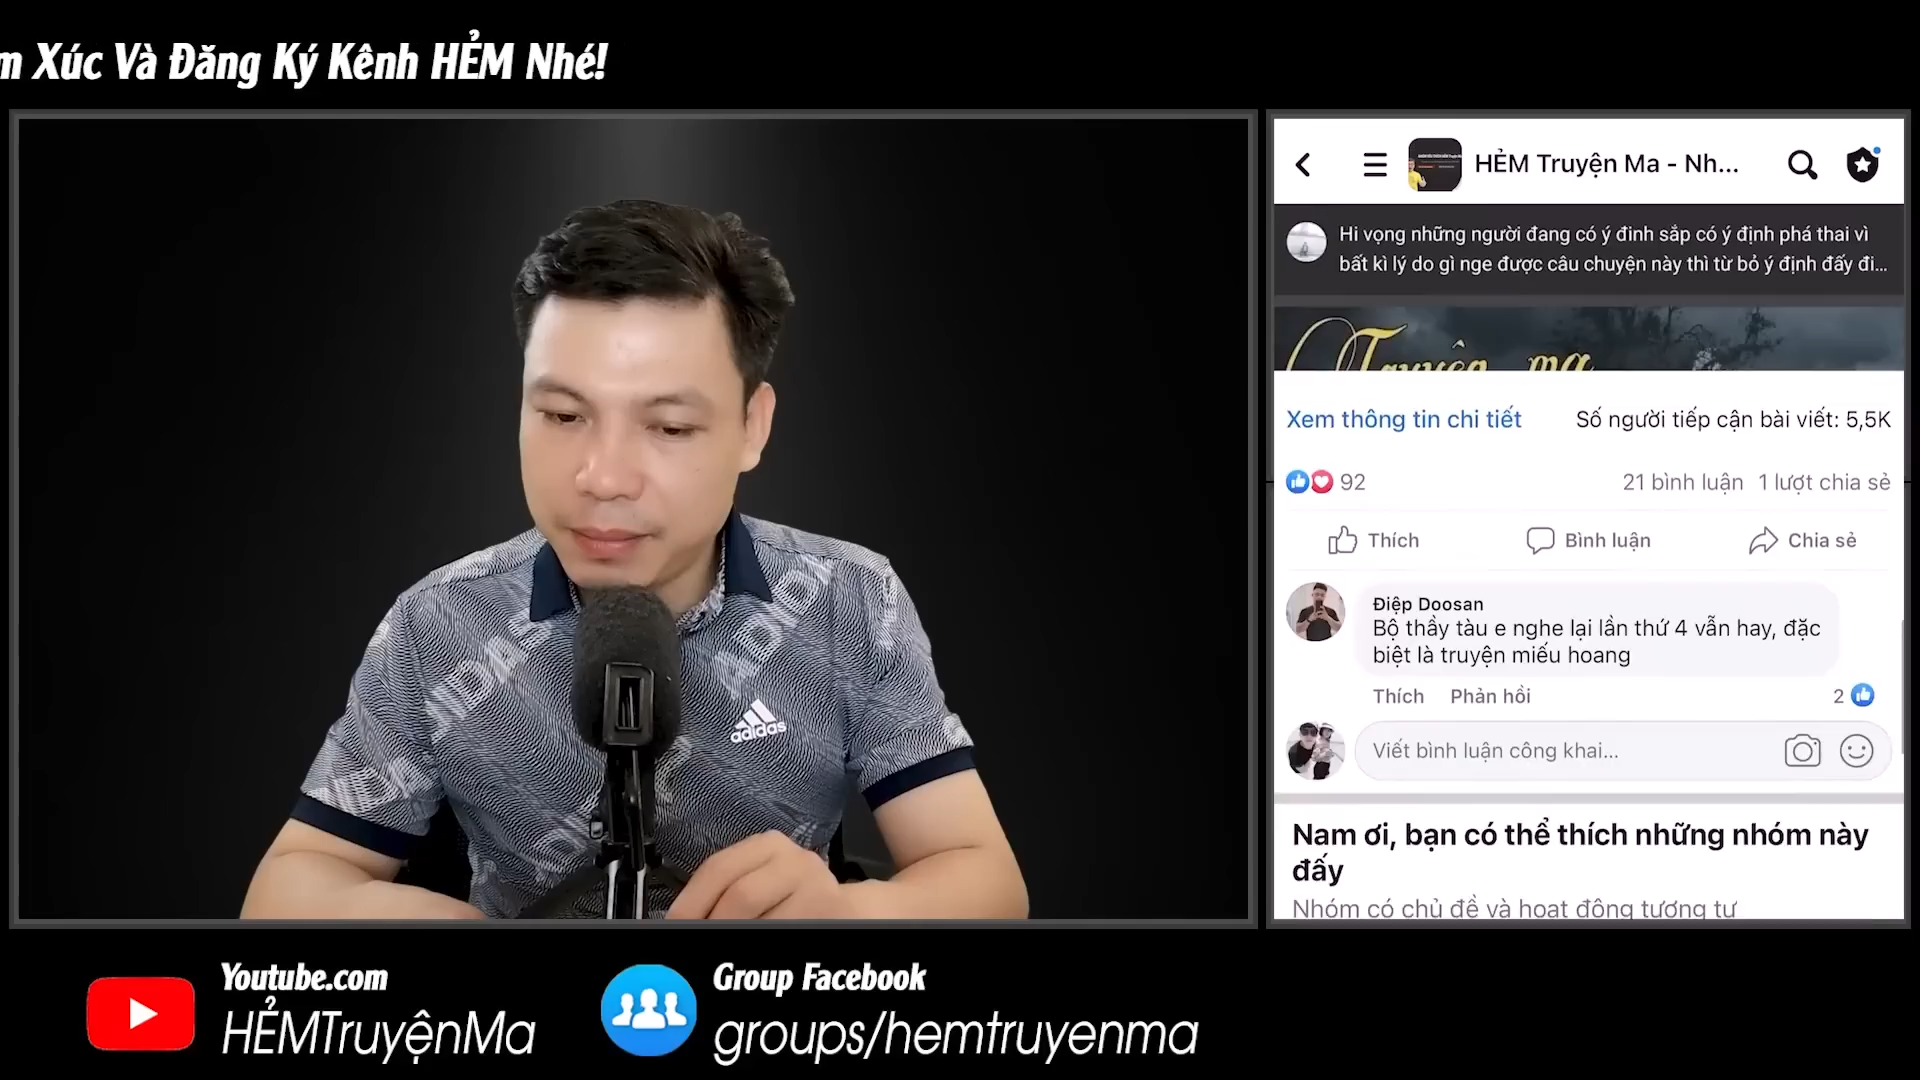 m Xúc Và Đăng Ký Kênh HẺM Nhé!
HẺM Truyện Ma - Nh...
Hi vọng những người đang có ý đinh sắp có ý định phá thai vì
bất kì lý do gì nge được câu chuyện này thì từ bỏ ý định đấy đi...
Truyện ma
Xem thông tin chi tiết
Số người tiếp cận bài viết: 5,5K
92
21 bình luận 1 lượt chia sẻ
Thích
Bình luận
Chia sẻ
Điệp Doosan
Bộ thầy tàu e nghe lại lần thứ 4 vẫn hay, đặc
biệt là truyện miếu hoang
Thích Phản hồi
2
Viết bình luận công khai...
Nam ơi, bạn có thể thích những nhóm này
đấy
Nhóm có chủ đề và hoạt động tương tự
adidas
Youtube.com
HẺMTruyệnMa
Group Facebook
groups/hemtruyenma